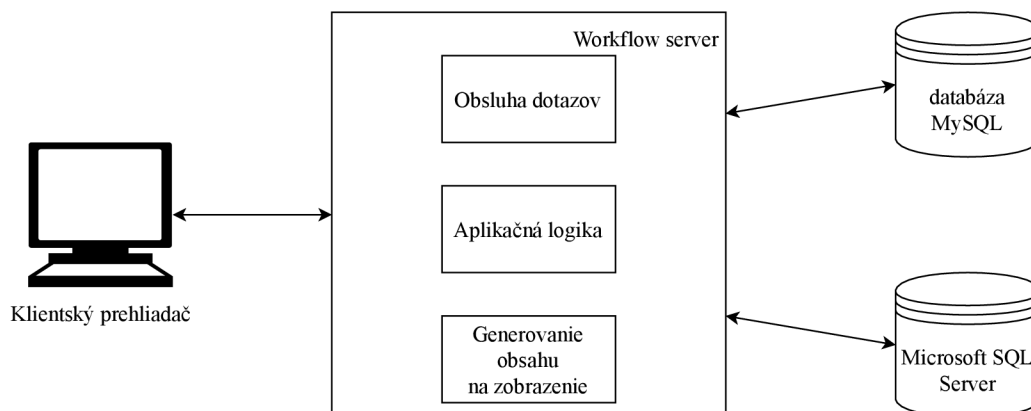 Workflow server
Obsluha dotazov
Aplikačná logika
Generovanie
obsahu
na zobrazenie
Klientský prehliadač
databáza
MySQL
Microsoft SQL
Server